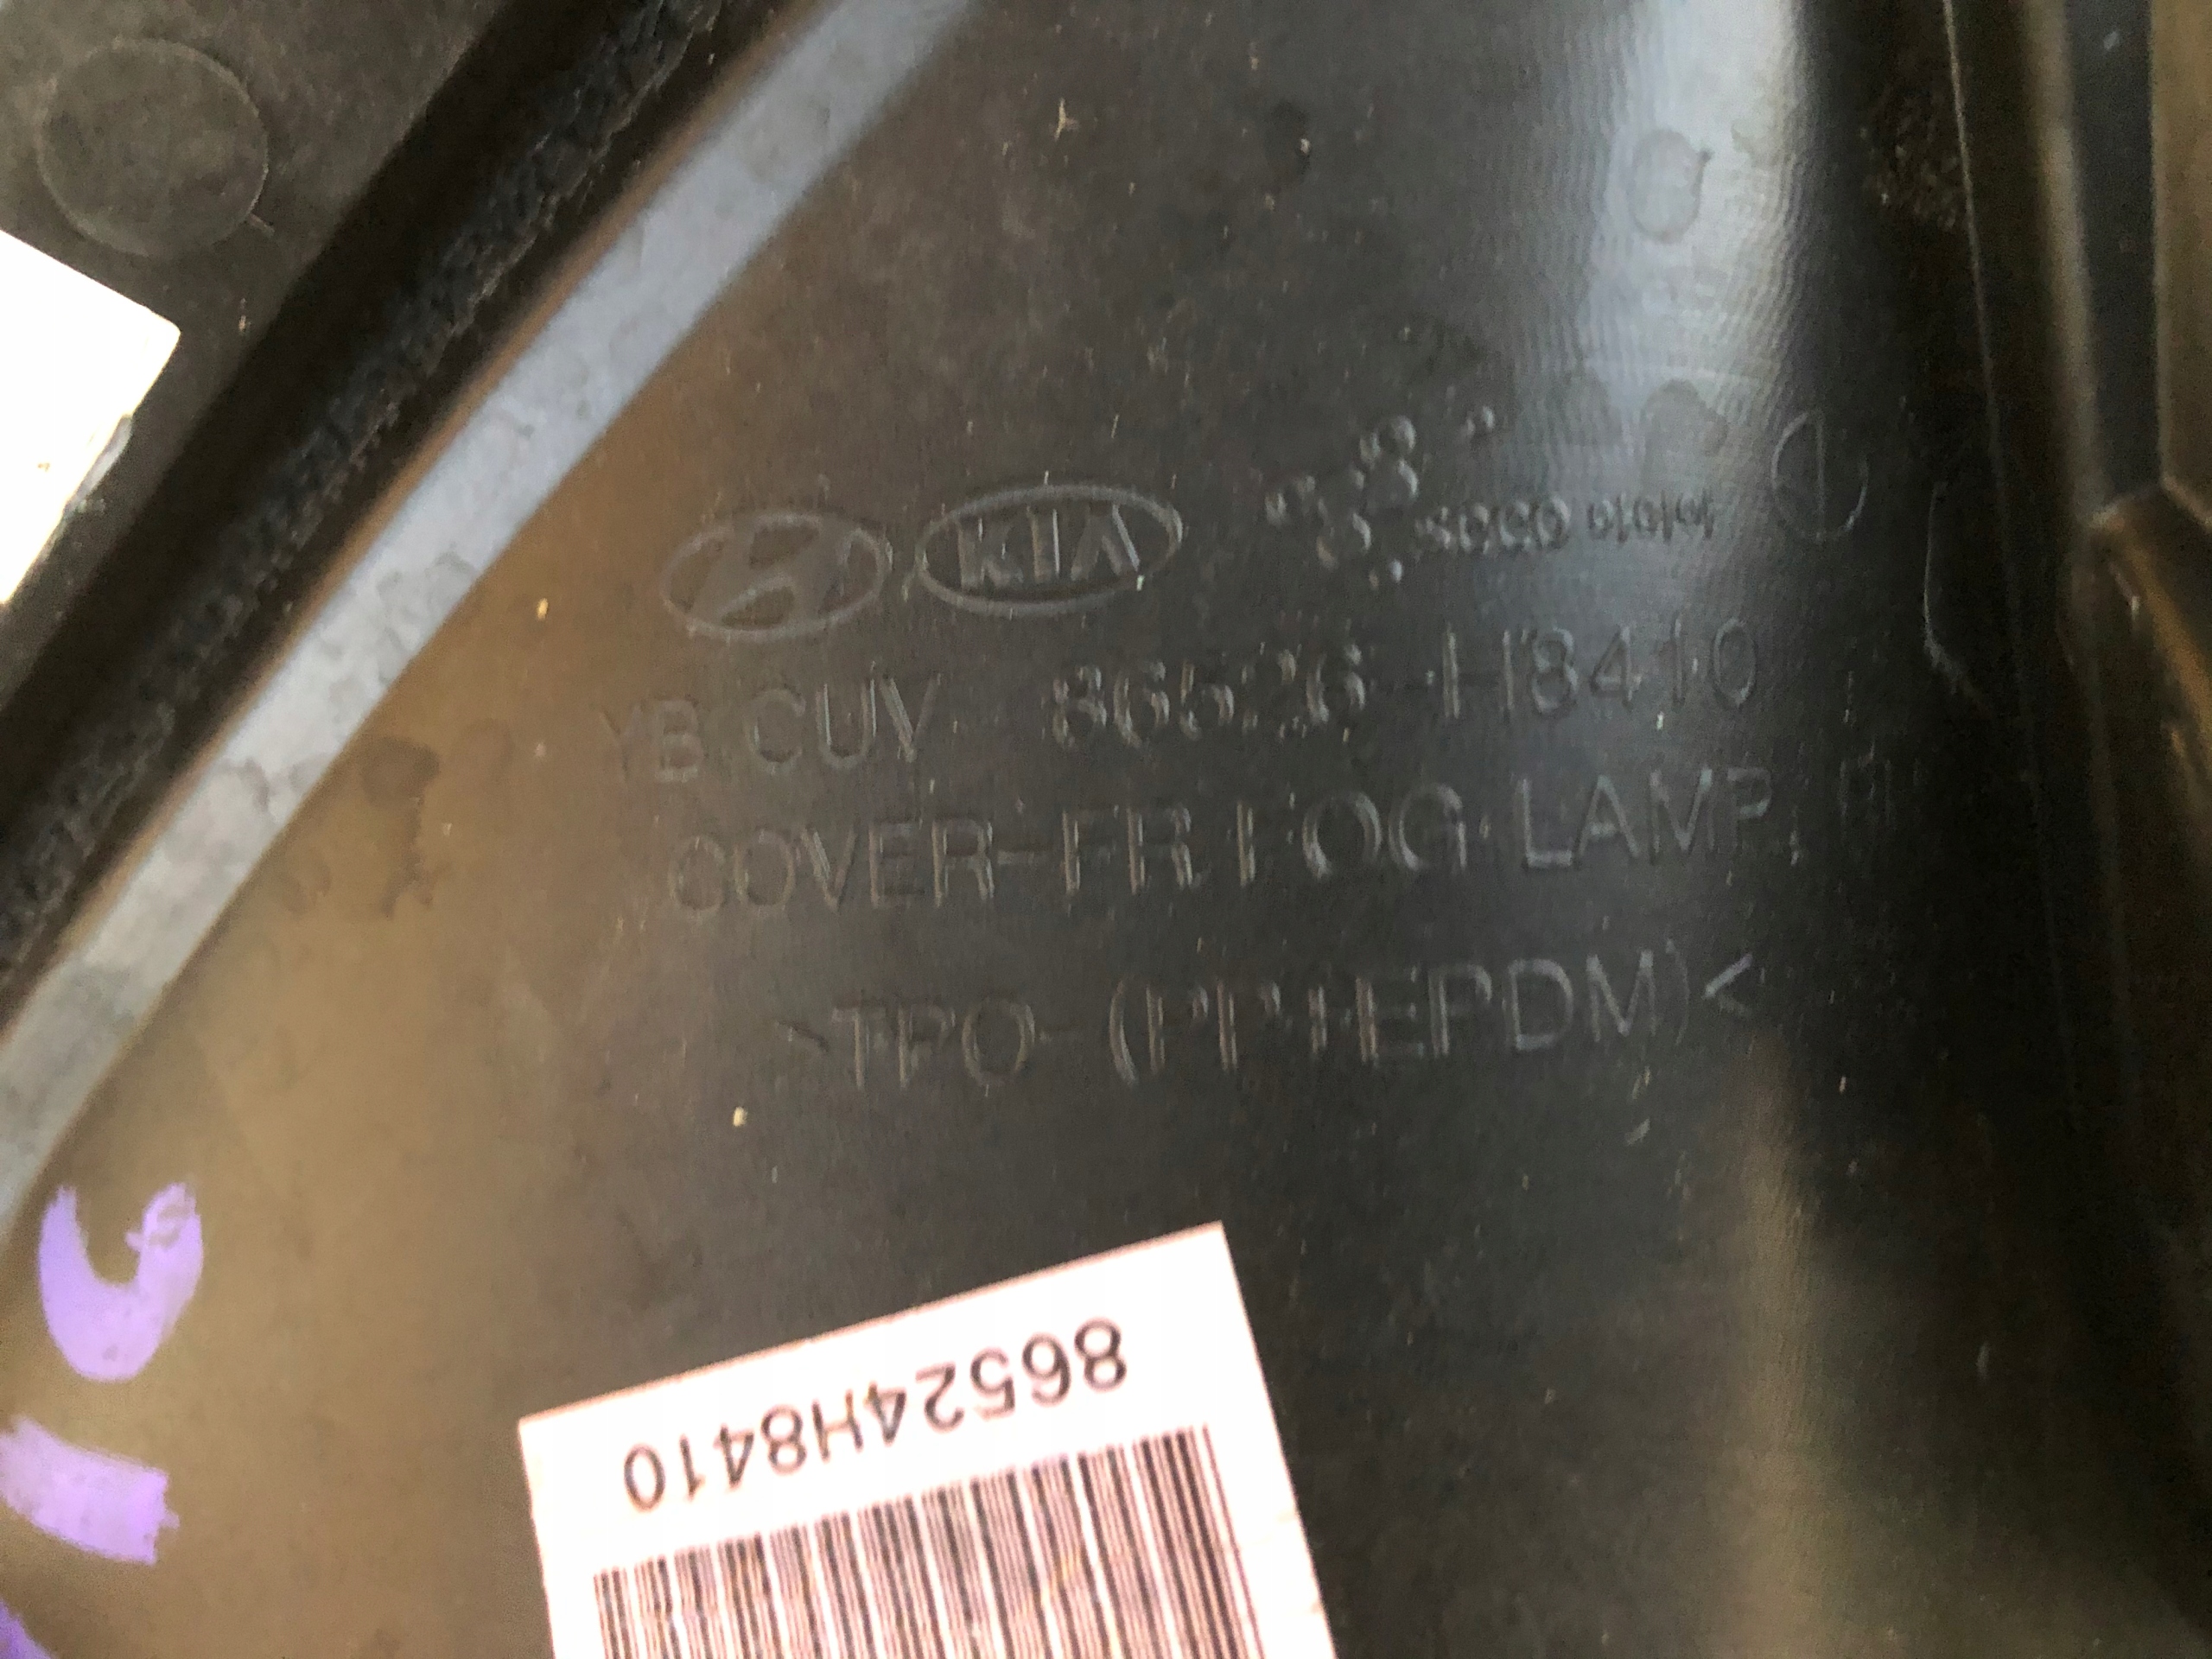 KIA
YB CUV 86526-H8410
COVER-FR FOG LAMP, R
>TPO-(PP+EPDM)<
86524H8410